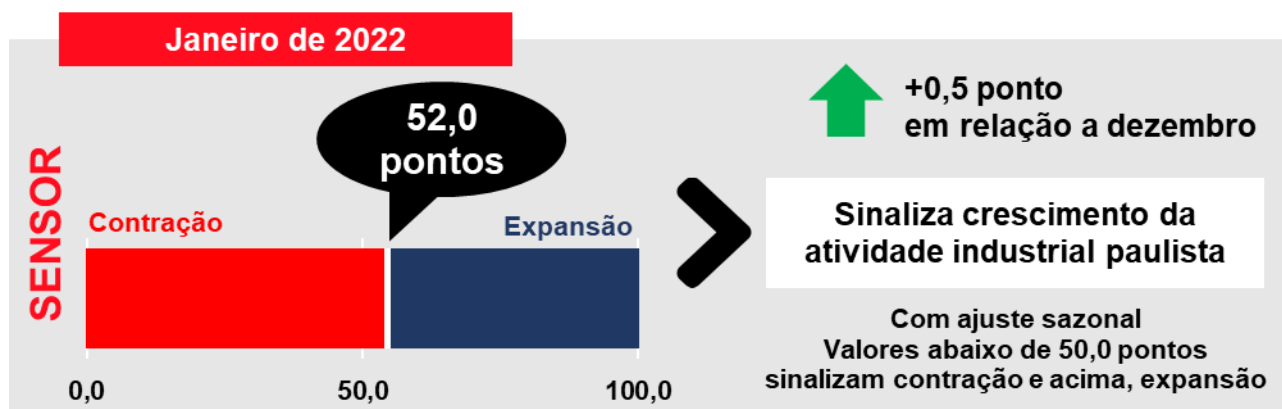 Janeiro de 2022
52,0
pontos
SENSOR
Contração
Expansão
0,0
50,0
100,0
+0,5 ponto
em relação a dezembro
Sinaliza crescimento da
atividade industrial paulista
Com ajuste sazonal
Valores abaixo de 50,0 pontos
sinalizam contração e acima, expansão